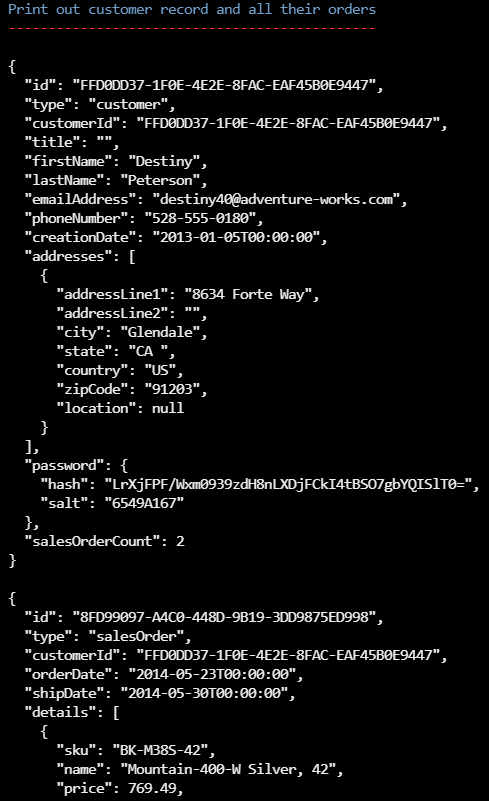 Print out customer record and all their orders
----------------------------------------------
{
  "id": "FFD0DD37-1F0E-4E2E-8FAC-EAF45B0E9447",
  "type": "customer",
  "customerId": "FFD0DD37-1F0E-4E2E-8FAC-EAF45B0E9447",
  "title": "",
  "firstName": "Destiny",
  "lastName": "Peterson",
  "emailAddress": "destiny40@adventure-works.com",
  "phoneNumber": "528-555-0180",
  "creationDate": "2013-01-05T00:00:00",
  "addresses": [
    {
      "addressLine1": "8634 Forte Way",
      "addressLine2": "",
      "city": "Glendale",
      "state": "CA ",
      "country": "US",
      "zipCode": "91203",
      "location": null
    }
  ],
  "password": {
    "hash": "LrXjFPF/Wxm0939zdH8nLXDjFCkI4tBSO7gbYQISlT0=",
    "salt": "6549A167"
  },
  "salesOrderCount": 2
}
{
  "id": "8FD99097-A4C0-448D-9B19-3DD9875ED998",
  "type": "salesOrder",
  "customerId": "FFD0DD37-1F0E-4E2E-8FAC-EAF45B0E9447",
  "orderDate": "2014-05-23T00:00:00",
  "shipDate": "2014-05-30T00:00:00",
  "details": [
    {
      "sku": "BK-M38S-42",
      "name": "Mountain-400-W Silver, 42",
      "price": 769.49,